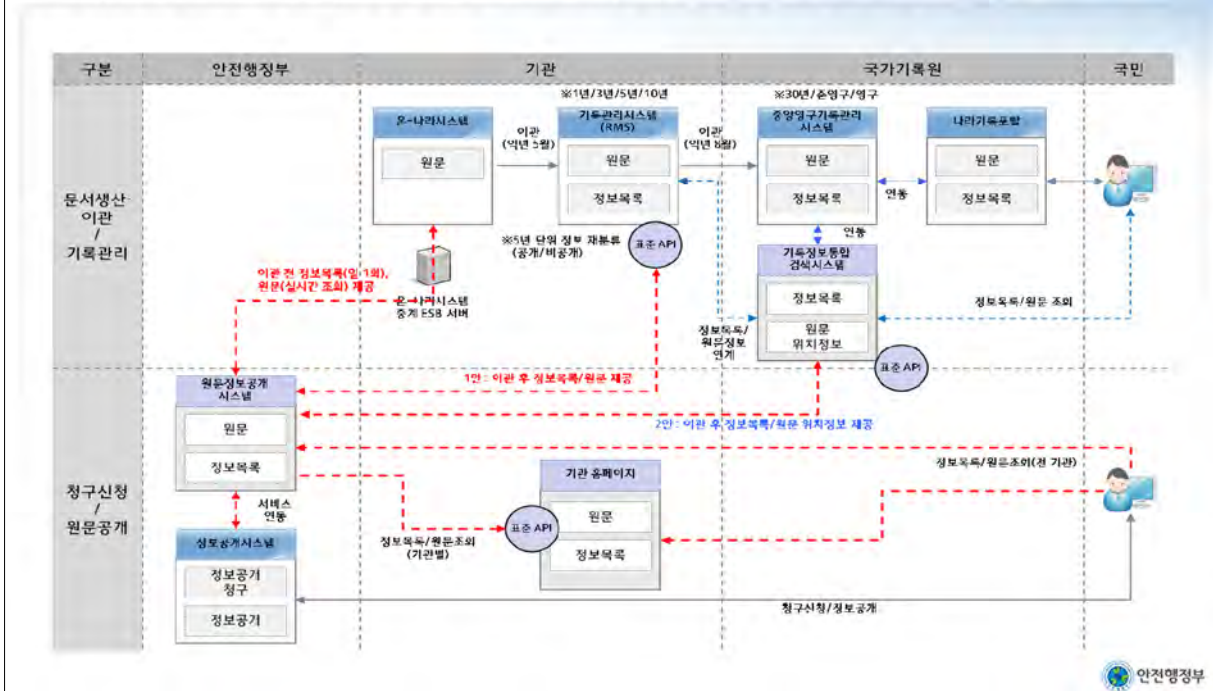 구분
안전행정부
기관
국가기록원
국민
문서생산
이관
/
기록관리
※1년/3년/5년/10년
※30년/준영구/영구
온-나라시스템
원문
이관
(익년 5월)
기록관리시스템
(RMS)
원문
정보목록
이관
(익년 8월)
중앙영구기록관리
시스템
원문
정보목록
연동
나라기록포탈
원문
정보목록
※5년 단위 정보 재분류
(공개/비공개)
표준 API
연동
기록정보통합
검색시스템
정보목록
원문
위치정보
표준 API
이관 전 정보목록(일 1회),
원문(실시간 조회) 제공
온-나라시스템
중계 ESB 서버
정보목록/
원문정보
연계
정보목록/원문 조회
1안 : 이관 후 정보목록/원문 제공
2안 : 이관 후 정보목록/원문 위치정보 제공
청구신청
/
원문공개
원문정보공개
시스템
원문
정보목록
서비스
연동
정보공개시스템
정보공개
청구
정보공개
정보목록/원문조회
(기관별)
표준 API
기관 홈페이지
원문
정보목록
정보목록/원문조회(전 기관)
청구신청/정보공개
안전행정부